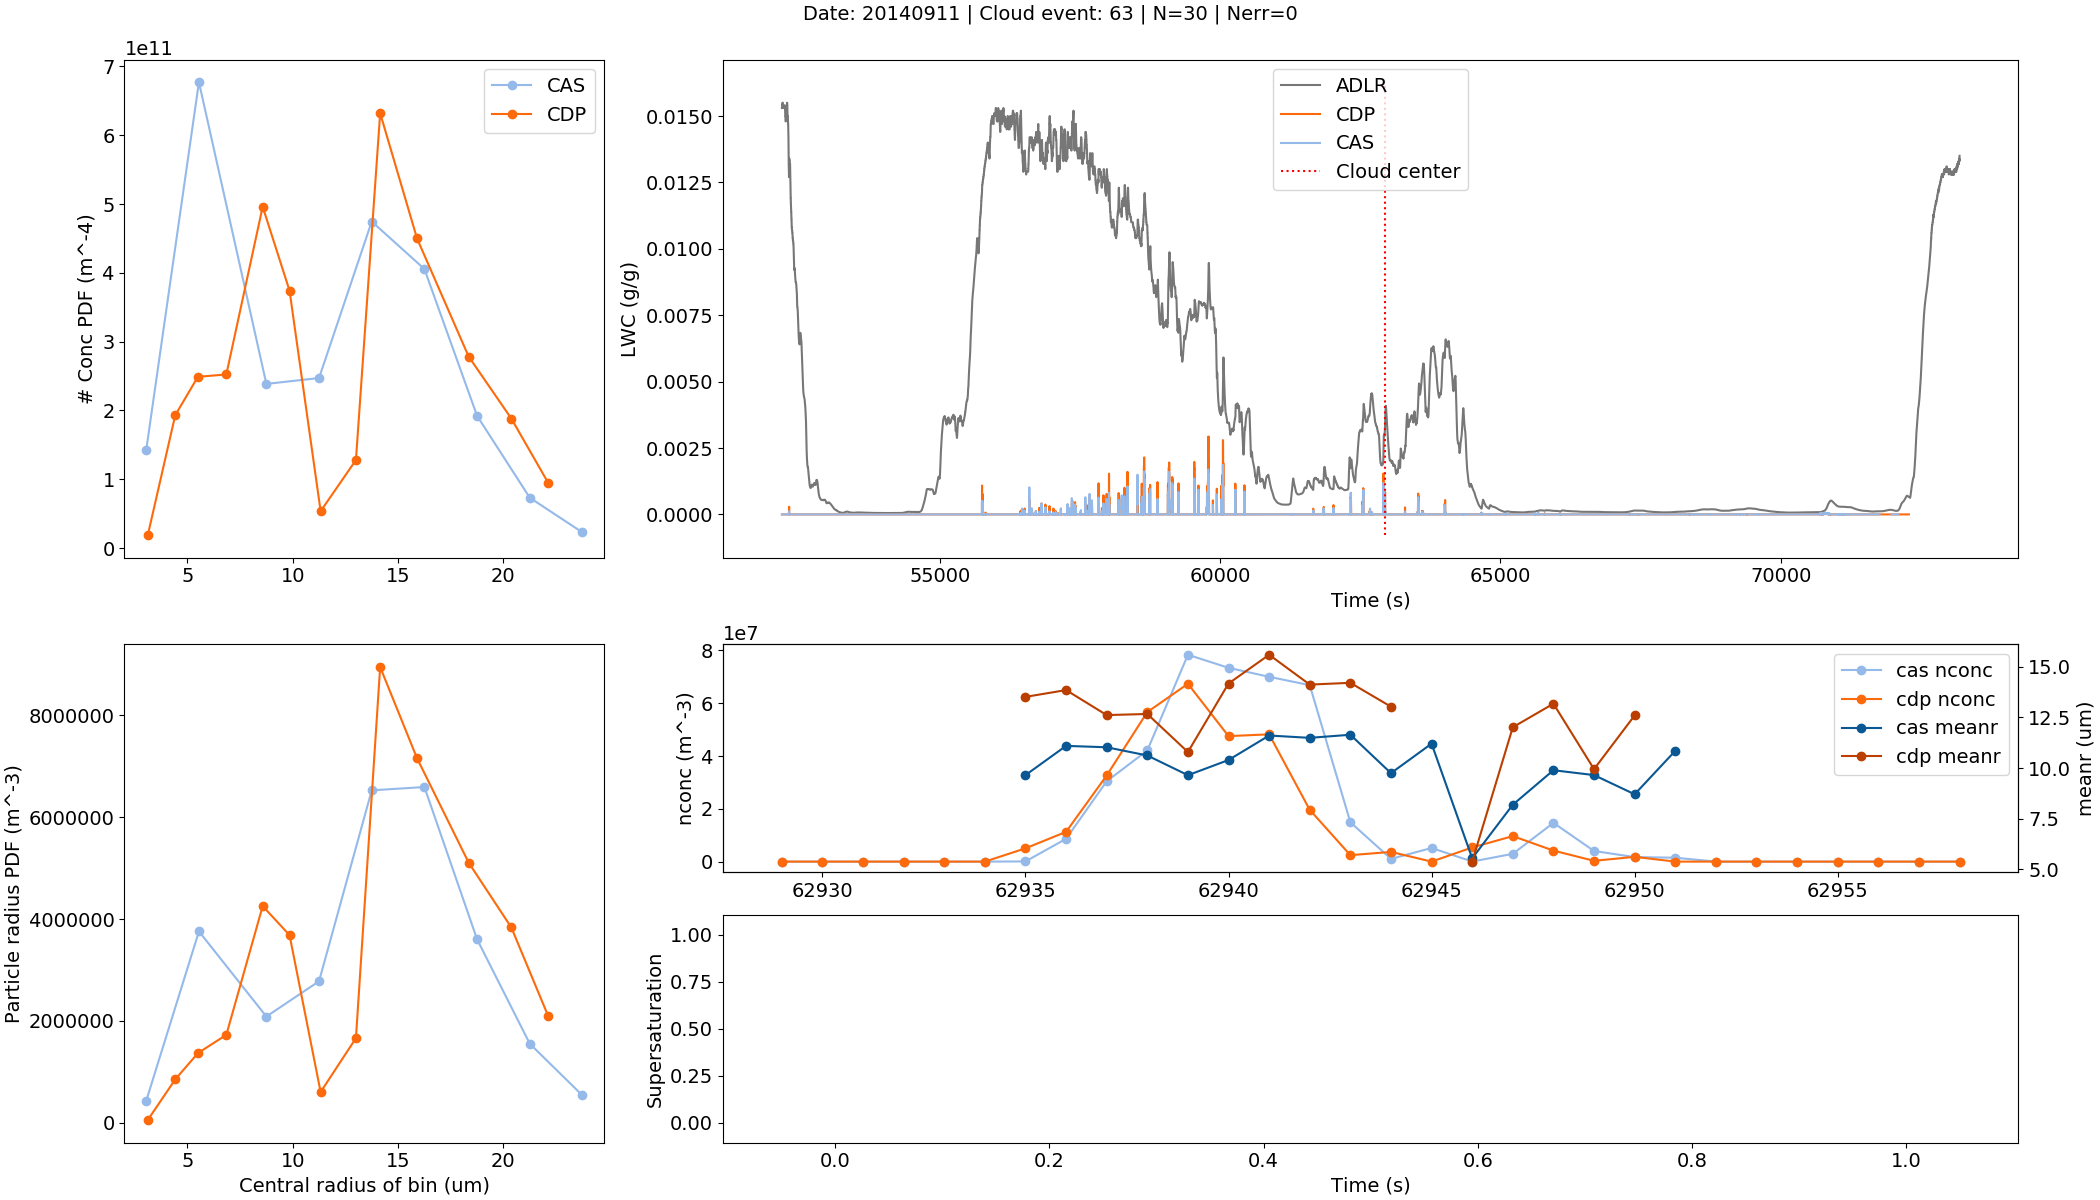 Date: 20140911 | Cloud event: 63 | N=30 | Nerr=0
1e11
# Conc PDF (m^-4)
7
6
5
4
3
2
1
0
CAS
CDP
5 10 15 20
LWC (g/g)
0.0150
0.0125
0.0100
0.0075
0.0050
0.0025
0.0000
ADLR
CDP
CAS
Cloud center
55000 60000 65000 70000
Time (s)
Particle radius PDF (m^-3)
8000000
6000000
4000000
2000000
0
5 10 15 20
Central radius of bin (um)
1e7
nconc (m^-3)
8
6
4
2
0
cas nconc
cdp nconc
cas meanr
cdp meanr
15.0
12.5
10.0
7.5
5.0
meanr (um)
62930 62935 62940 62945 62950 62955
Supersaturation
1.00
0.75
0.50
0.25
0.00
0.0 0.2 0.4 0.6 0.8 1.0
Time (s)